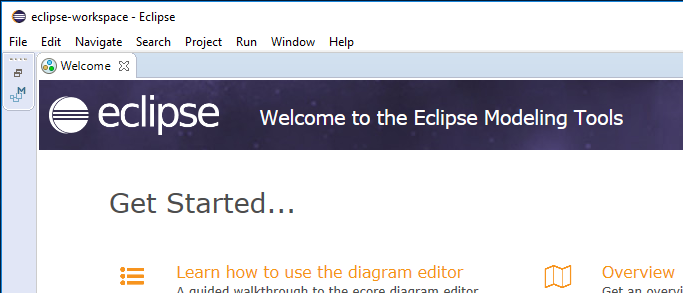 eclipse-workspace - Eclipse
File Edit Navigate Search Project Run Window Help
Welcome
M
eclipse Welcome to the Eclipse Modeling Tools
Get Started...
Learn how to use the diagram editor Overview
A guided walkthrough to the ecore diagram editor Get an overvi